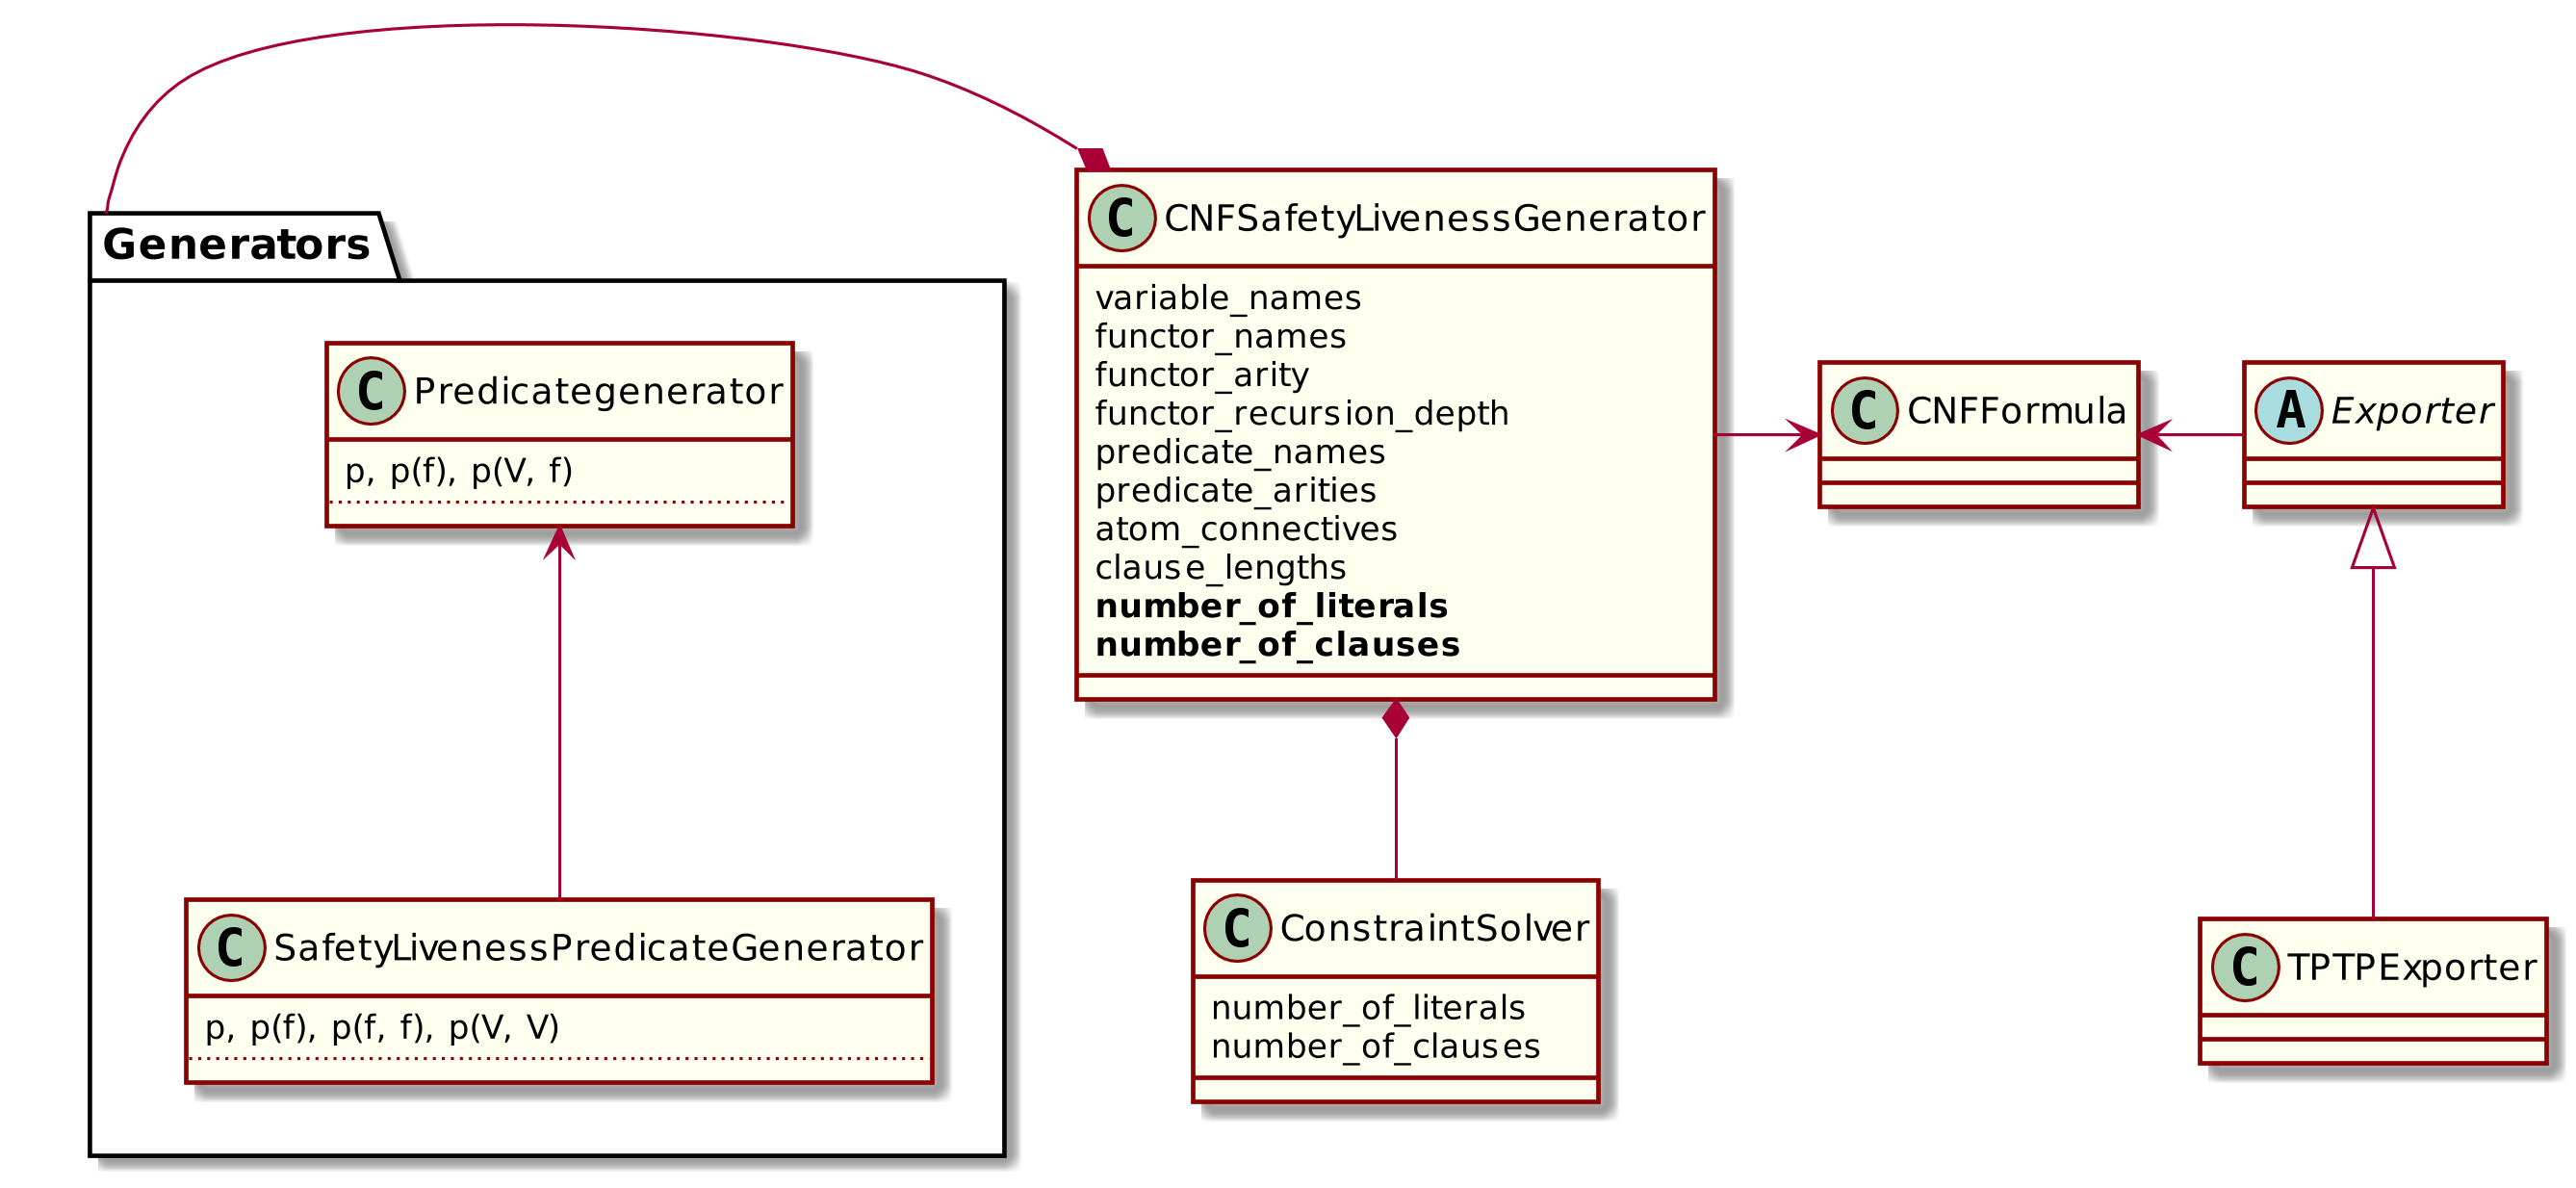 Generators
C Predicategenerator
p, p(f), p(V, f)
C SafetyLivenessPredicateGenerator
p, p(f), p(f, f), p(V, V)
C CNFSafetyLivenessGenerator
variable_names
functor_names
functor_arity
functor_recursion_depth
predicate_names
predicate_arities
atom_connectives
clause_lengths
number_of_literals
number_of_clauses
C ConstraintSolver
number_of_literals
number_of_clauses
C CNFFormula
A Exporter
C TPTPExporter